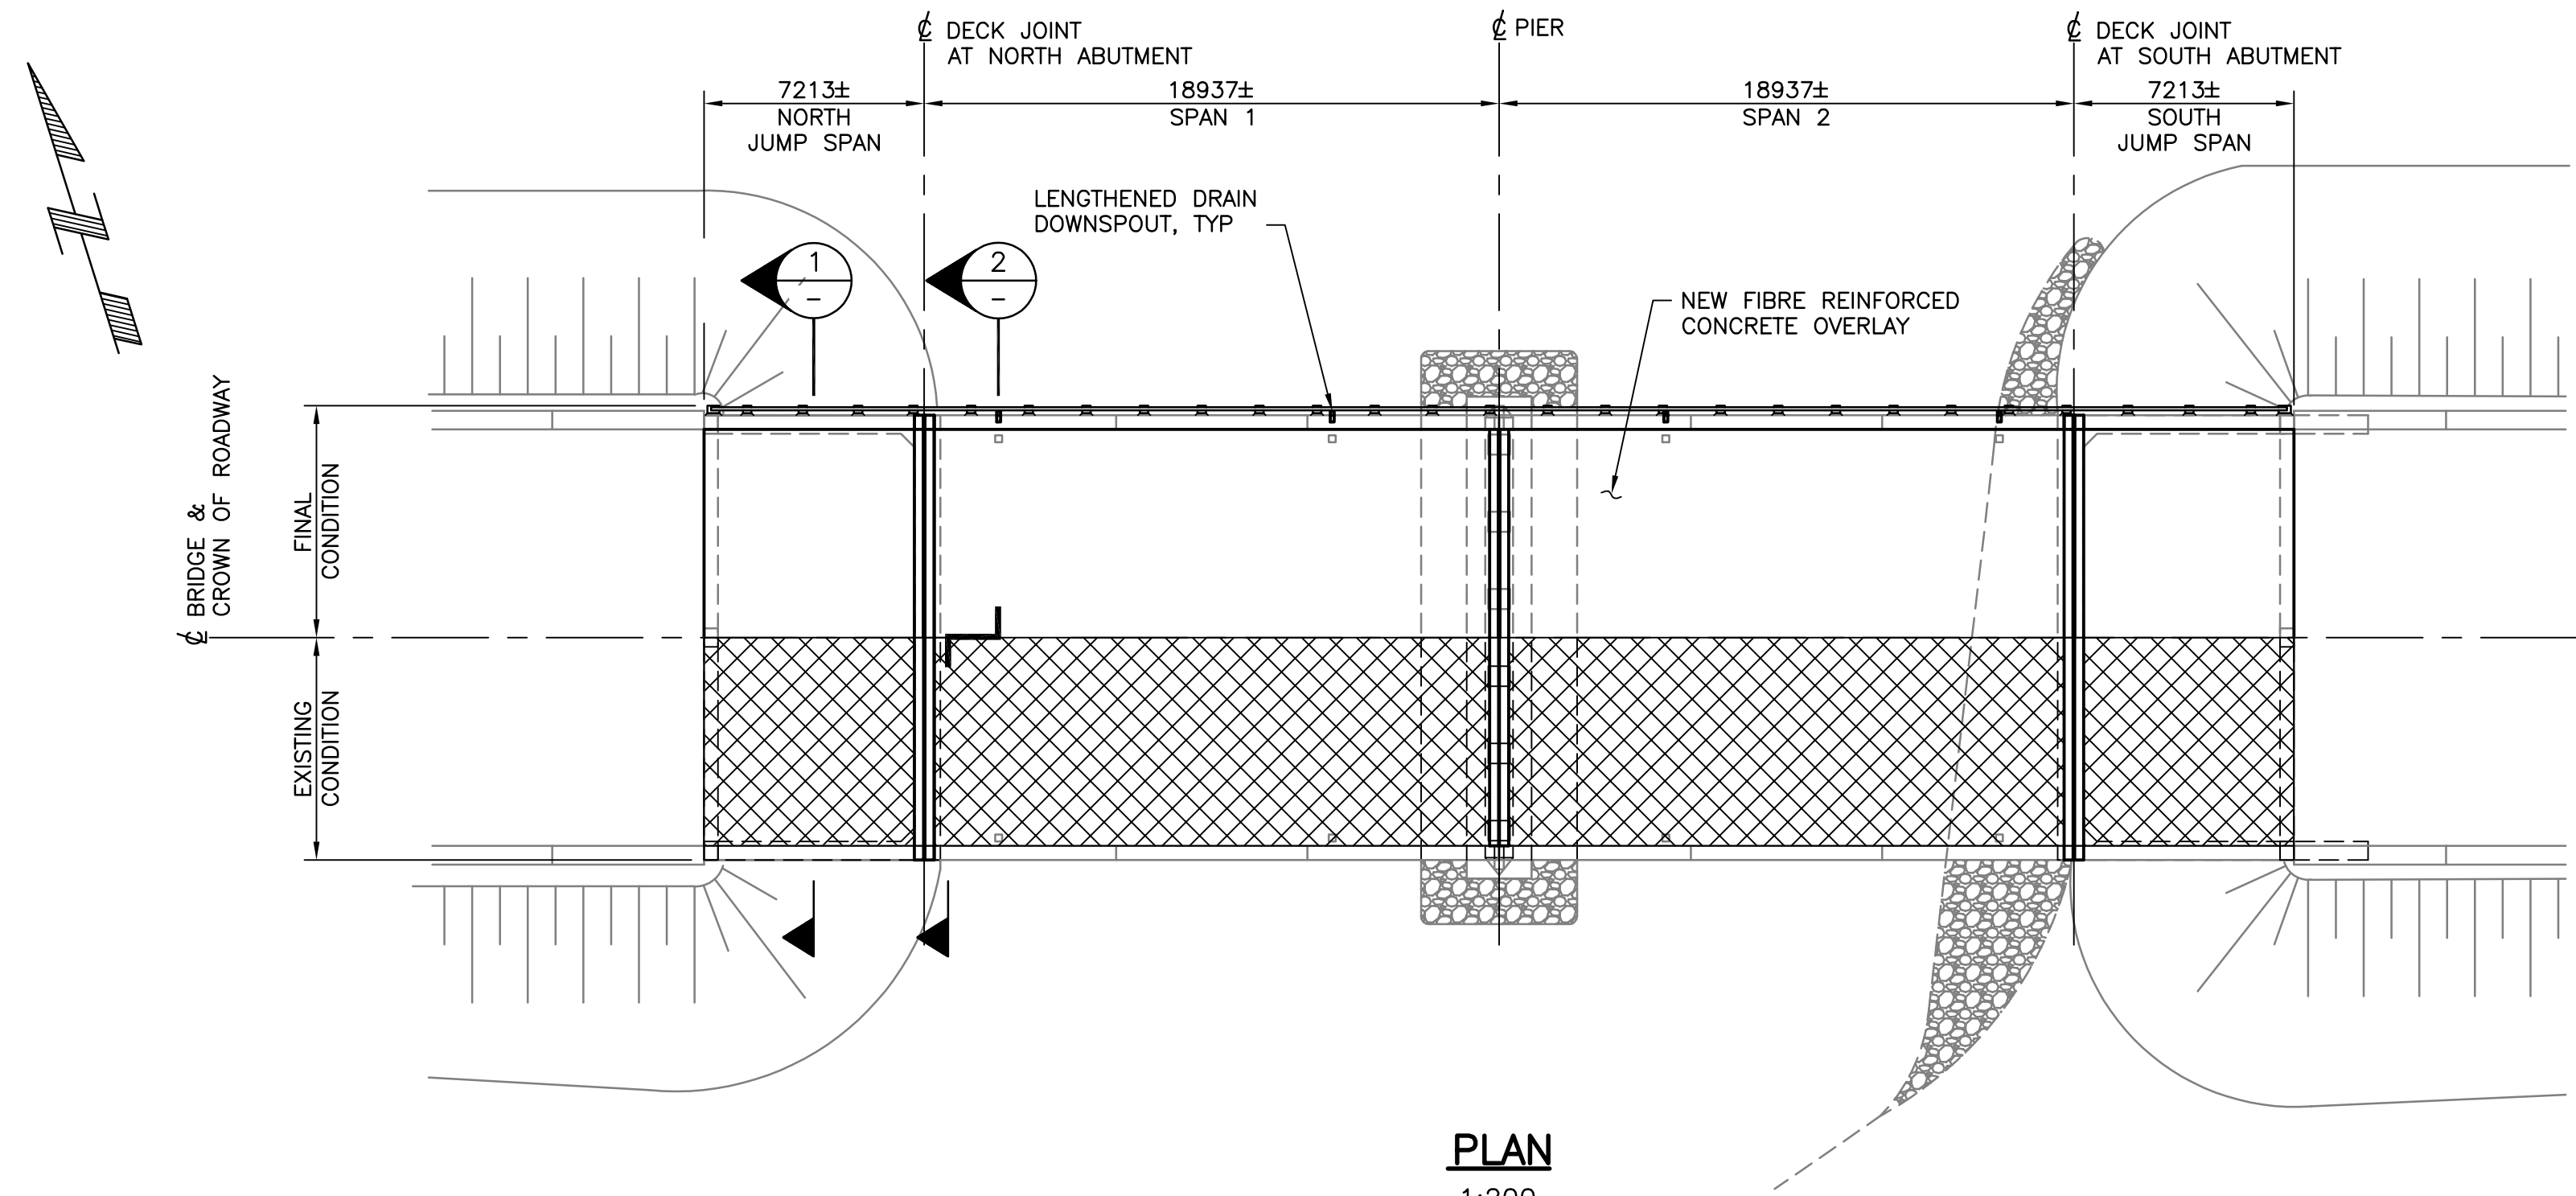 ℄ DECK JOINT
AT NORTH ABUTMENT
℄ PIER
℄ DECK JOINT
AT SOUTH ABUTMENT
7213±
NORTH
JUMP SPAN
18937±
SPAN 1
18937±
SPAN 2
7213±
SOUTH
JUMP SPAN
LENGTHENED DRAIN
DOWNSPOUT, TYP
1
–
2
–
NEW FIBRE REINFORCED
CONCRETE OVERLAY
℄ BRIDGE &
CROWN OF ROADWAY
FINAL
CONDITION
EXISTING
CONDITION
PLAN